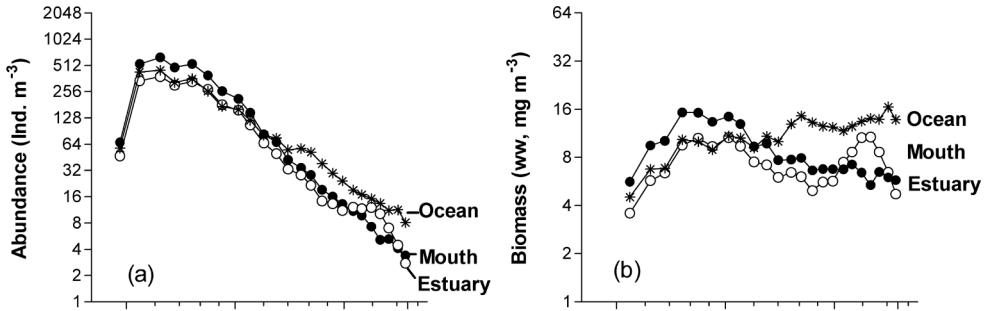 Abundance (Ind. m⁻³)
2048
1024
512
256
128
64
32
16
8
4
2
1
Ocean
Mouth
Estuary
(a)
Biomass (ww, mg m⁻³)
64
32
16
8
4
2
1
Ocean
Mouth
Estuary
(b)